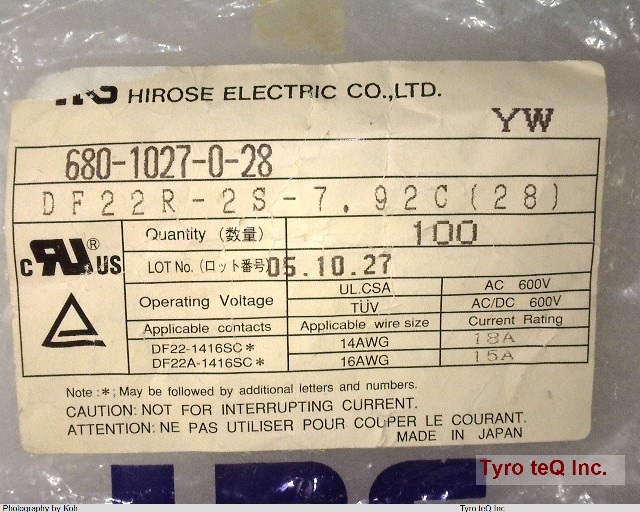 HRS HIROSE ELECTRIC CO.,LTD.
YW
680-1027-0-28
DF22R-2S-7.92C(28)
Quantity (数量) 100
LOT No. (ロット番号) 05.10.27
c RU ® US
Operating Voltage
UL.CSA AC 600V
TÜV AC/DC 600V
Applicable contacts Applicable wire size Current Rating
DF22-1416SC* 14AWG 18A
DF22A-1416SC* 16AWG 15A
Note :*; May be followed by additional letters and numbers.
CAUTION: NOT FOR INTERRUPTING CURRENT.
ATTENTION: NE PAS UTILISER POUR COUPER LE COURANT.
MADE IN JAPAN
Tyro teQ Inc.
Photography by Koh Tyro teQ Inc.